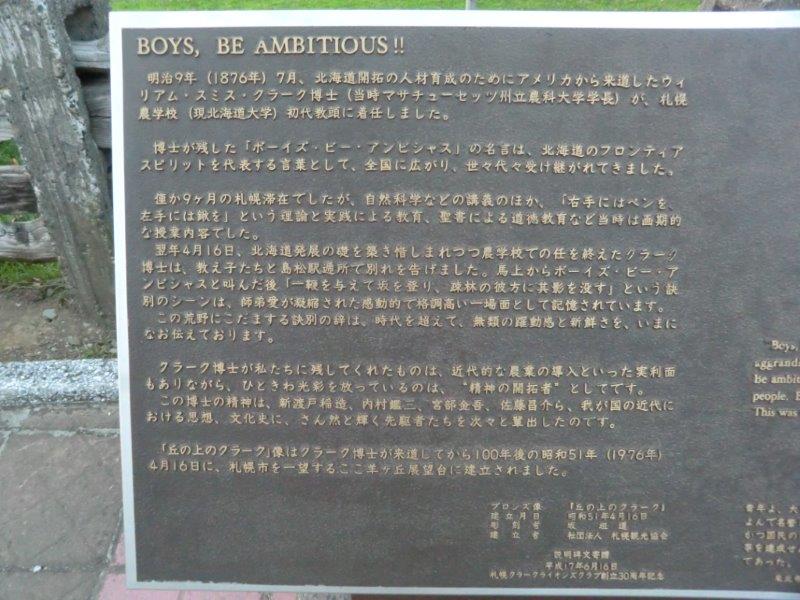 BOYS, BE AMBITIOUS!!
明治9年（1876年）7月、北海道開拓の人材育成のためにアメリカから来道したウィ
リアム・スミス・クラーク博士（当時マサチューセッツ州立農科大学学長）が、札幌
農学校（現北海道大学）初代教頭に着任しました。
博士が残した「ボーイズ・ビー・アンビシャス」の名言は、北海道のフロンティア
スピリットを代表する言葉として、全国に広がり、世々代々受け継がれてきました。
僅か9ヶ月の札幌滞在でしたが、自然科学などの講義のほか、「右手にはペンを、
左手には鍬を」という理論と実践による教育、聖書による道徳教育など当時は画期的
な授業内容でした。
翌年4月16日、北海道発展の礎を築き惜しまれつつ農学校での任を終えたクラーク
博士は、教え子たちと島松駅逓所で別れを告げました。馬上からボーイズ・ビー・ア
ンビシャスと叫んだ後「一鞭を与えて坂を登り、疎林の彼方に其影を没す」という訣
別のシーンは、師弟愛が凝縮された感動的で格調高い一場面として記憶されています。
この荒野にこだまする訣別の辞は、時代を超えて、無類の躍動感と新鮮さを、いまに
なお伝えております。
クラーク博士が私たちに残してくれたものは、近代的な農業の導入といった実利面
もありながら、ひときわ光彩を放っているのは、“精神の開拓者”としてです。
この博士の精神は、新渡戸稲造、内村鑑三、宮部金吾、佐藤昌介ら、我が国の近代に
おける思想、文化史に、さん然と輝く先駆者たちを次々と輩出したのです。
「丘の上のクラーク」像はクラーク博士が来道してから100年後の昭和51年（1976年）
4月16日に、札幌市を一望するここ羊ヶ丘展望台に建立されました。
ブロンズ像 『丘の上のクラーク』
建立月日 昭和51年4月16日
彫刻者 坂坦道
建立者 社団法人 札幌観光協会
説明碑文寄贈
平成17年6月16日
札幌クラークライオンズクラブ創立30周年記念
"Boys,
aggrandi
Be ambit
people. B
This was
青年よ、大
よんで名誉
かつ国民の
事を達成せん
であった。